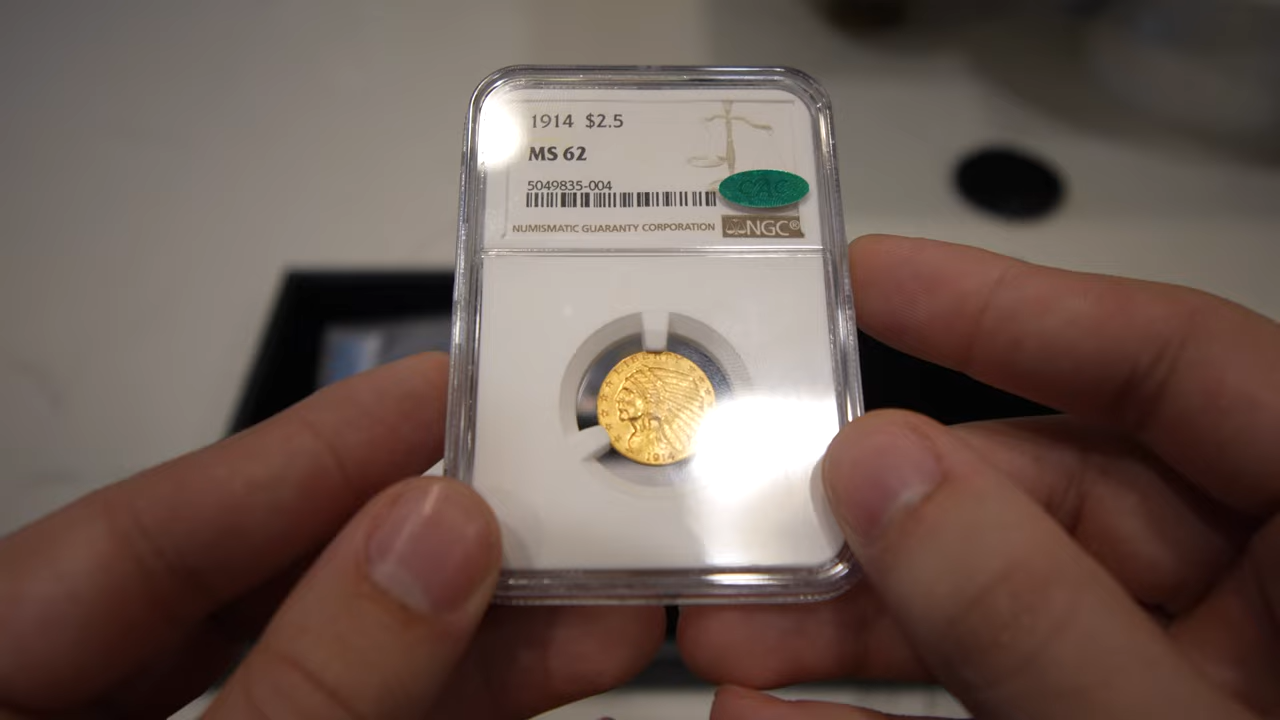 1914 $2.5
MS 62
5049835-004
CAC
NUMISMATIC GUARANTY CORPORATION NGC®
LIBERTY
1914